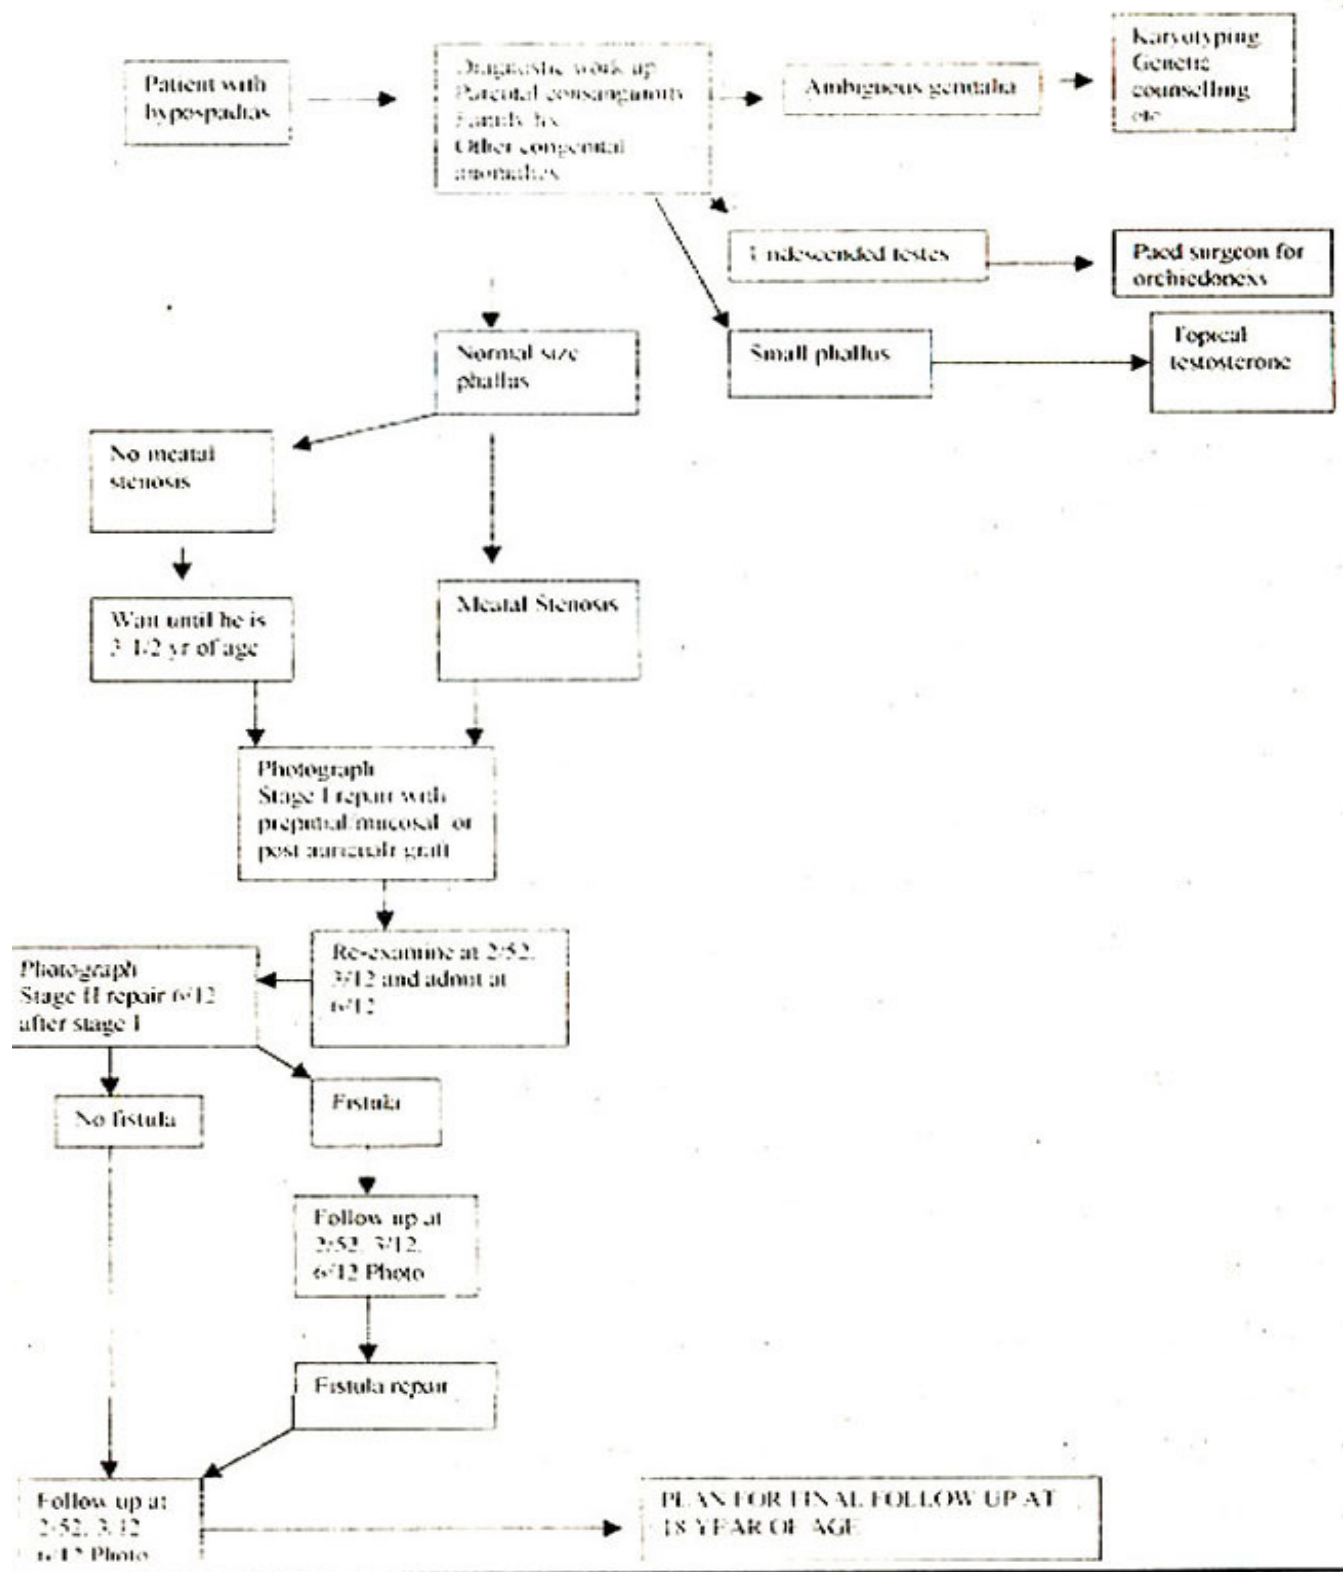 Patient with
hypospadias
Diagnostic work up
Parental consanguinity
Family hx
Other congenital
anomalies
Ambiguous genitalia
Karyotyping
Genetic
counselling
etc
Undescended testes
Paed surgeon for
Normal size
phallus
Small phallus
Topical
testosterone
No meatal
stenosis
Wait until he is
3 1/2 yr of age
Meatal Stenosis
Photograph
Stage I repair with
preputial/mucosal or
post graft
Re-examine at 2/52,
3/12 and admit at
6/12
Photograph
Stage II repair 6/12
after stage I
No fistula
Fistula
Follow up at
2/52, 3/12,
6/12 Photo
Fistula repair
Follow up at
2/52, 3/12
6/12 Photo
PLAN FOR FINAL FOLLOW UP AT
18 YEAR OF AGE